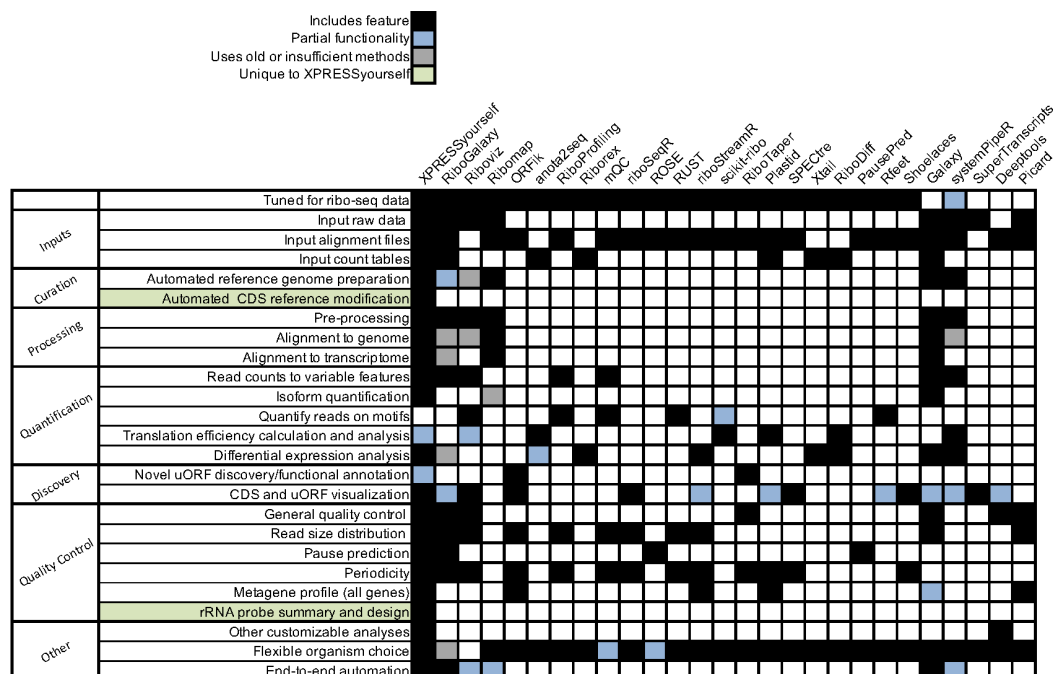 Includes feature
Partial functionality
Uses old or insufficient methods
Unique to XPRESSyourself
XPRESSyourself
RiboGalaxy
Riboviz
Ribomap
ORFik
anota2seq
RiboProfiling
Riborex
mQC
riboSeqR
ROSE
RUST
riboStreamR
scikit-ribo
RiboTaper
Plastid
SPECtre
Xtail
RiboDiff
PausePred
Rfeet
Shoelaces
Galaxy
systemPipeR
SuperTranscripts
Deeptools
Picard
Tuned for ribo-seq data
Inputs
Input raw data
Input alignment files
Input count tables
Curation
Automated reference genome preparation
Automated CDS reference modification
Processing
Pre-processing
Alignment to genome
Alignment to transcriptome
Quantification
Read counts to variable features
Isoform quantification
Quantify reads on motifs
Translation efficiency calculation and analysis
Differential expression analysis
Discovery
Novel uORF discovery/functional annotation
CDS and uORF visualization
Quality Control
General quality control
Read size distribution
Pause prediction
Periodicity
Metagene profile (all genes)
rRNA probe summary and design
Other
Other customizable analyses
Flexible organism choice
End-to-end automation